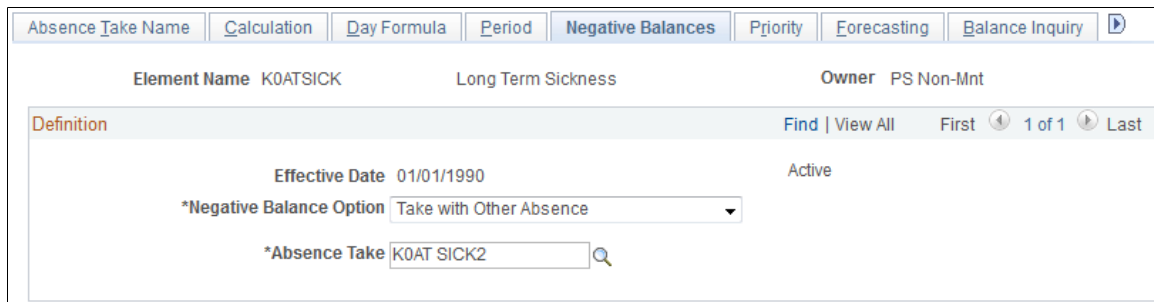 Absence Take Name Calculation Day Formula Period Negative Balances Priority Forecasting Balance Inquiry
Element Name K0ATSICK Long Term Sickness Owner PS Non-Mnt
Definition Find | View All First 1 of 1 Last
Effective Date 01/01/1990 Active
*Negative Balance Option Take with Other Absence
*Absence Take K0AT SICK2